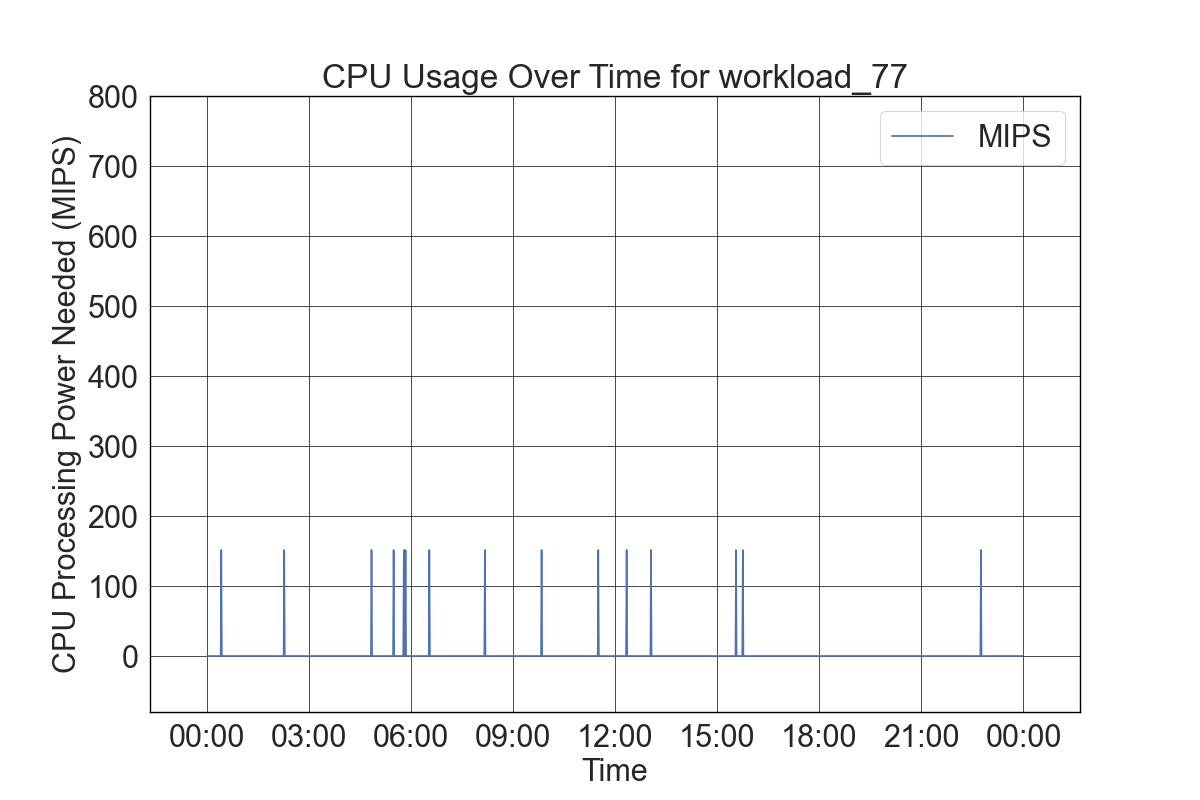 CPU Usage Over Time for workload_77
CPU Processing Power Needed (MIPS)
800
700
600
500
400
300
200
100
0
MIPS
00:00 03:00 06:00 09:00 12:00 15:00 18:00 21:00 00:00
Time